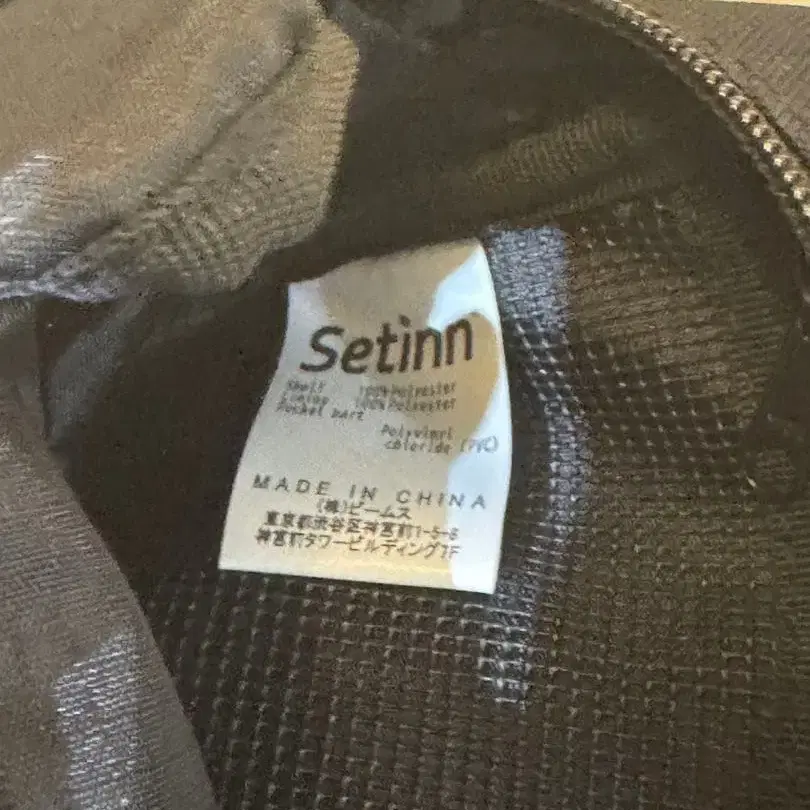 Setinn
Shell 100%Polyester
Lining 100%Polyester
Pocket part
Polyvinyl
chloride (PVC)
MADE IN CHINA
(株)ビームス
東京都渋谷区神宮前1-5-8
神宮前タワービルディング7F